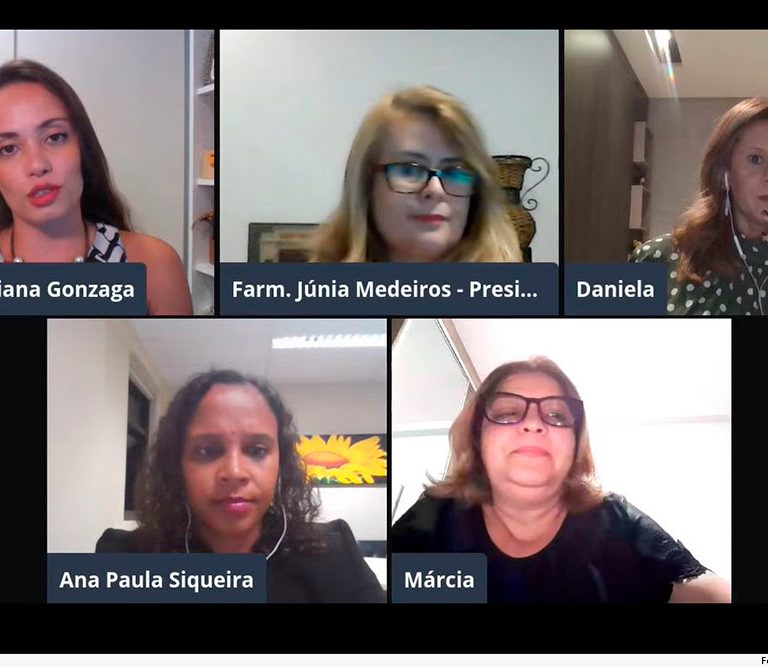 iana Gonzaga
Farm. Júnia Medeiros - Presi...
Daniela
Ana Paula Siqueira
Márcia